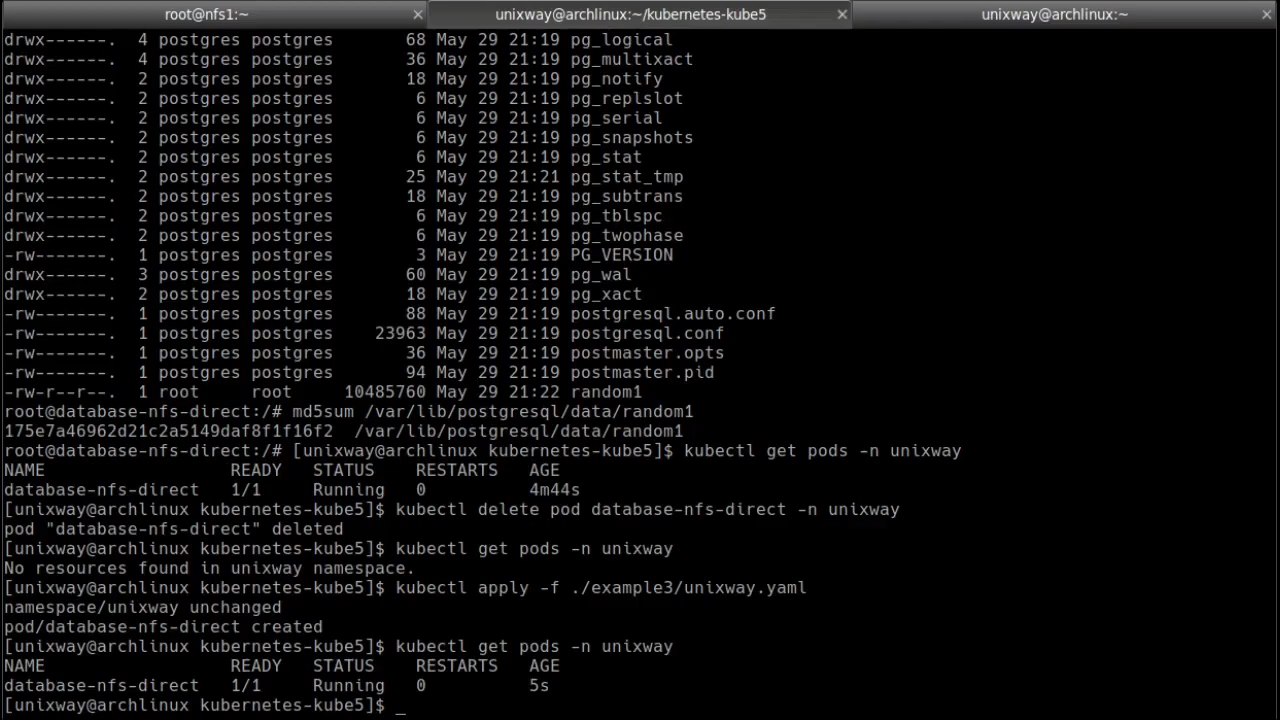 root@nfs1:~ × unixway@archlinux:~/kubernetes-kube5 × unixway@archlinux:~ ×
drwx------. 4 postgres postgres 68 May 29 21:19 pg_logical
drwx------. 4 postgres postgres 36 May 29 21:19 pg_multixact
drwx------. 2 postgres postgres 18 May 29 21:19 pg_notify
drwx------. 2 postgres postgres 6 May 29 21:19 pg_replslot
drwx------. 2 postgres postgres 6 May 29 21:19 pg_serial
drwx------. 2 postgres postgres 6 May 29 21:19 pg_snapshots
drwx------. 2 postgres postgres 6 May 29 21:19 pg_stat
drwx------. 2 postgres postgres 25 May 29 21:21 pg_stat_tmp
drwx------. 2 postgres postgres 18 May 29 21:19 pg_subtrans
drwx------. 2 postgres postgres 6 May 29 21:19 pg_tblspc
drwx------. 2 postgres postgres 6 May 29 21:19 pg_twophase
-rw-------. 1 postgres postgres 3 May 29 21:19 PG_VERSION
drwx------. 3 postgres postgres 60 May 29 21:19 pg_wal
drwx------. 2 postgres postgres 18 May 29 21:19 pg_xact
-rw-------. 1 postgres postgres 88 May 29 21:19 postgresql.auto.conf
-rw-------. 1 postgres postgres 23963 May 29 21:19 postgresql.conf
-rw-------. 1 postgres postgres 36 May 29 21:19 postmaster.opts
-rw-------. 1 postgres postgres 94 May 29 21:19 postmaster.pid
-rw-r--r--. 1 root root 10485760 May 29 21:22 random1
root@database-nfs-direct:/# md5sum /var/lib/postgresql/data/random1
175e7a46962d21c2a5149daf8f1f16f2 /var/lib/postgresql/data/random1
root@database-nfs-direct:/# [unixway@archlinux kubernetes-kube5]$ kubectl get pods -n unixway
NAME READY STATUS RESTARTS AGE
database-nfs-direct 1/1 Running 0 4m44s
[unixway@archlinux kubernetes-kube5]$ kubectl delete pod database-nfs-direct -n unixway
pod "database-nfs-direct" deleted
[unixway@archlinux kubernetes-kube5]$ kubectl get pods -n unixway
No resources found in unixway namespace.
[unixway@archlinux kubernetes-kube5]$ kubectl apply -f ./example3/unixway.yaml
namespace/unixway unchanged
pod/database-nfs-direct created
[unixway@archlinux kubernetes-kube5]$ kubectl get pods -n unixway
NAME READY STATUS RESTARTS AGE
database-nfs-direct 1/1 Running 0 5s
[unixway@archlinux kubernetes-kube5]$ _